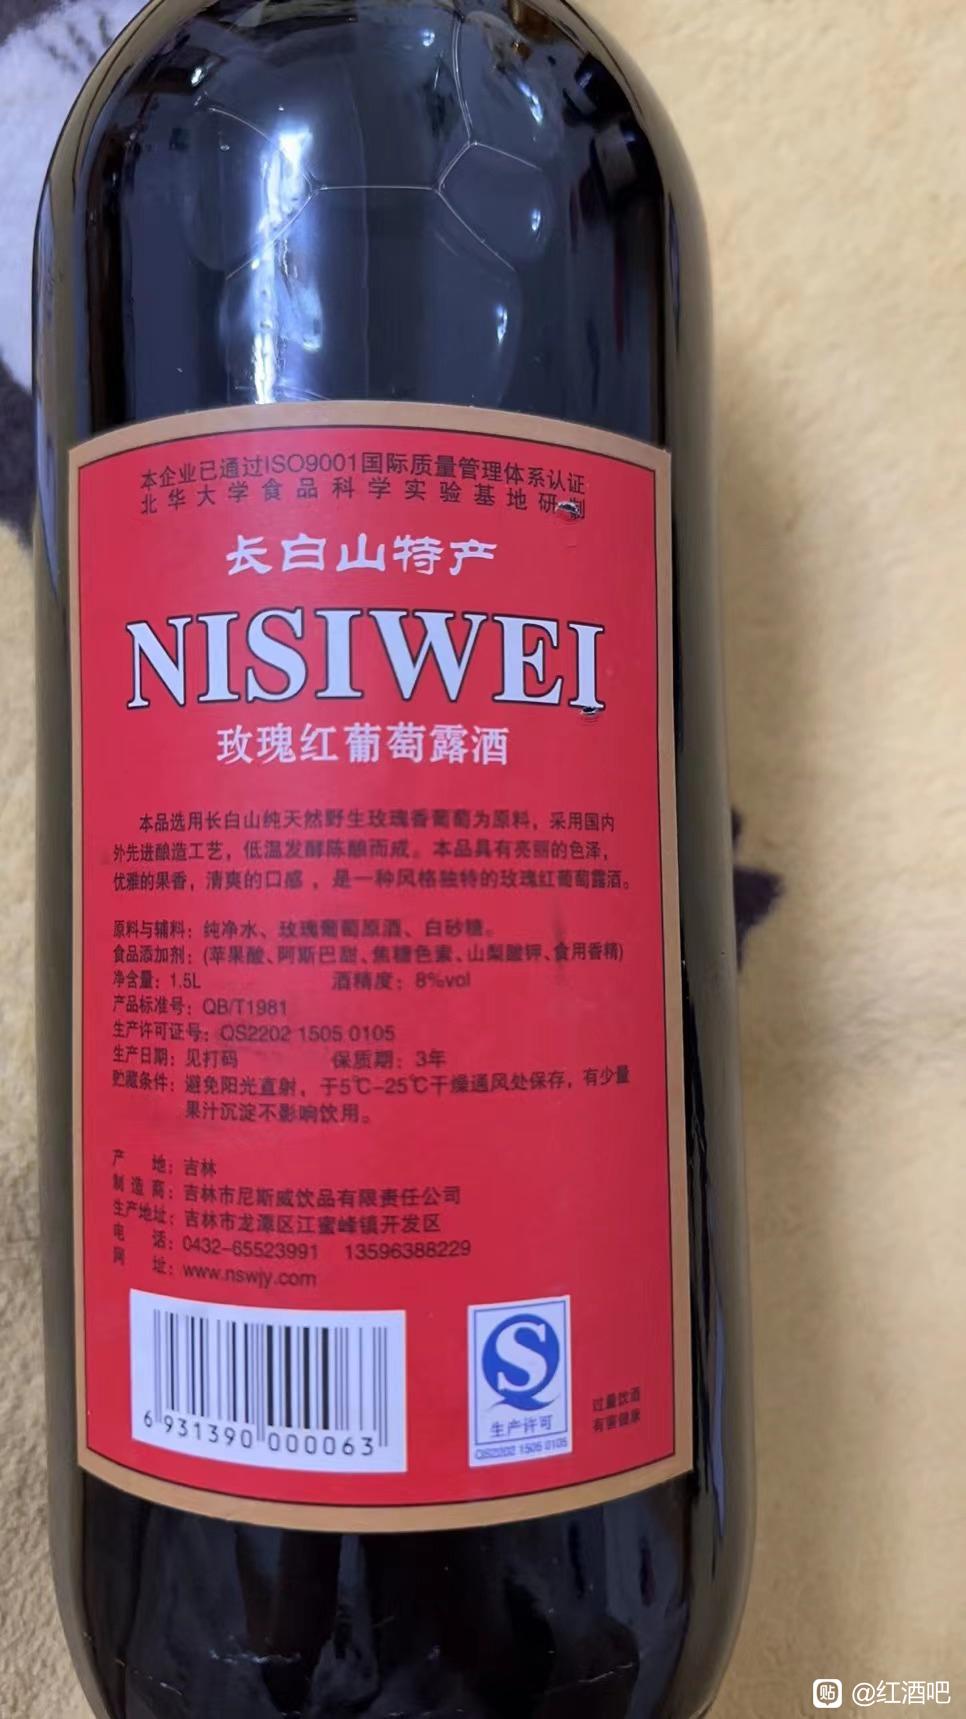 本企业已通过ISO9001国际质量管理体系认证
北华大学食品科学实验基地研制
长白山特产
NISIWEI
玫瑰红葡萄露酒
本品选用长白山纯天然野生玫瑰香葡萄为原料，采用国内
外先进酿造工艺，低温发酵陈酿而成。本品具有亮丽的色泽，
优雅的果香，清爽的口感，是一种风格独特的玫瑰红葡萄露酒。
原料与辅料：纯净水、玫瑰葡萄原酒、白砂糖。
食品添加剂：(苹果酸、阿斯巴甜、焦糖色素、山梨酸钾、食用香精)
净含量：1.5L 酒精度：8%vol
产品标准号：QB/T1981
生产许可证号：QS2202 1505 0105
生产日期：见打码 保质期：3年
贮藏条件：避免阳光直射，于5℃-25℃干燥通风处保存，有少量
果汁沉淀不影响饮用。
产地：吉林
制造商：吉林市尼斯威饮品有限责任公司
生产地址：吉林市龙潭区江蜜峰镇开发区
电话：0432-65523991 13596388229
网址：www.nswjy.com
6 931390 000063
QS
生产许可
QS2202 1505 0105
过量饮酒
有害健康
贴 @红酒吧